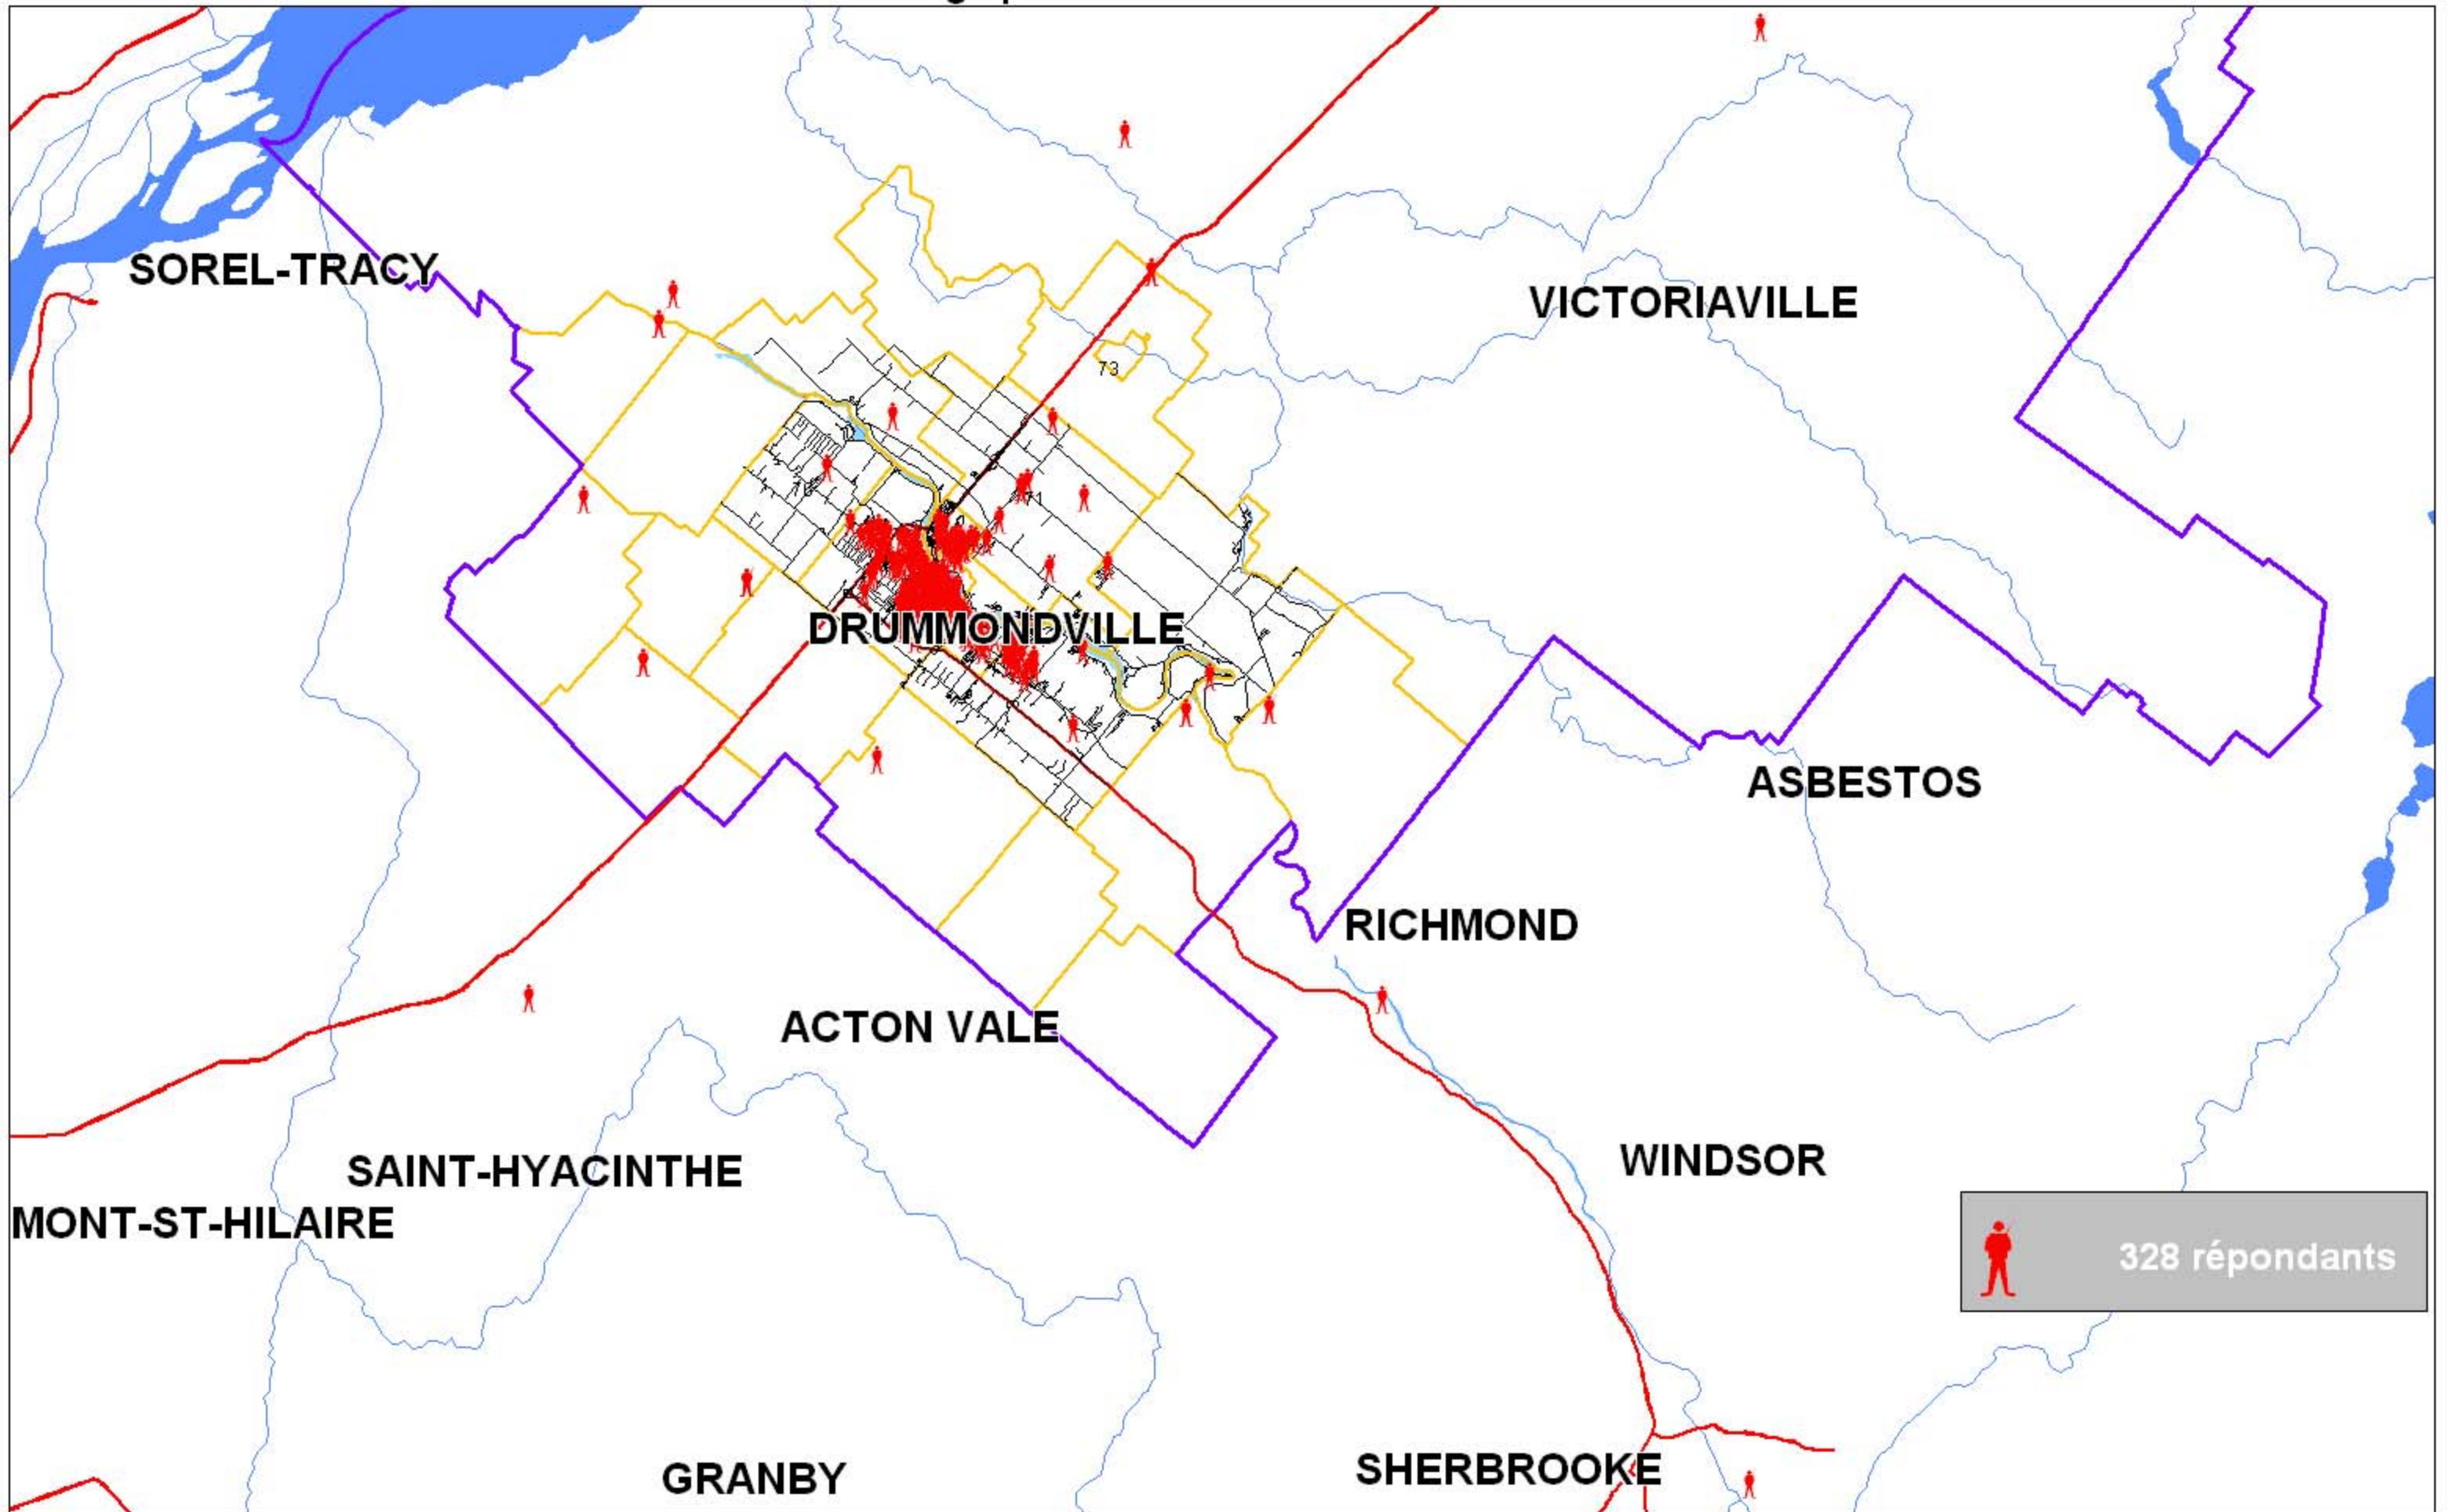 SOREL-TRACY
VICTORIAVILLE
73
71
DRUMMONDVILLE
ASBESTOS
RICHMOND
ACTON VALE
WINDSOR
SAINT-HYACINTHE
MONT-ST-HILAIRE
328 répondants
SHERBROOKE
GRANBY